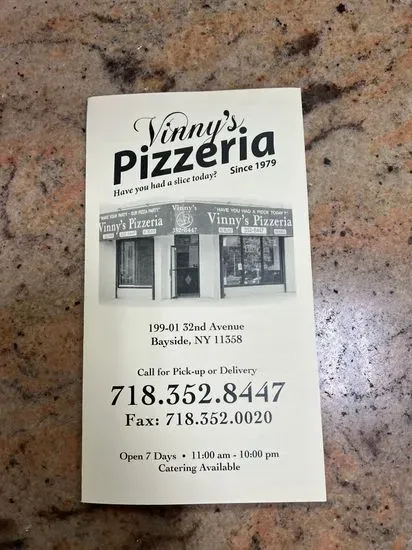 Vinny's
Pizzeria
Since 1979
Have you had a slice today?
Vinny's
352-8447
Vinny's Pizzeria
Vinny's Pizzeria
352-8447
199-01 32nd Avenue
Bayside, NY 11358
Call for Pick-up or Delivery
718.352.8447
Fax: 718.352.0020
Open 7 Days • 11:00 am - 10:00 pm
Catering Available